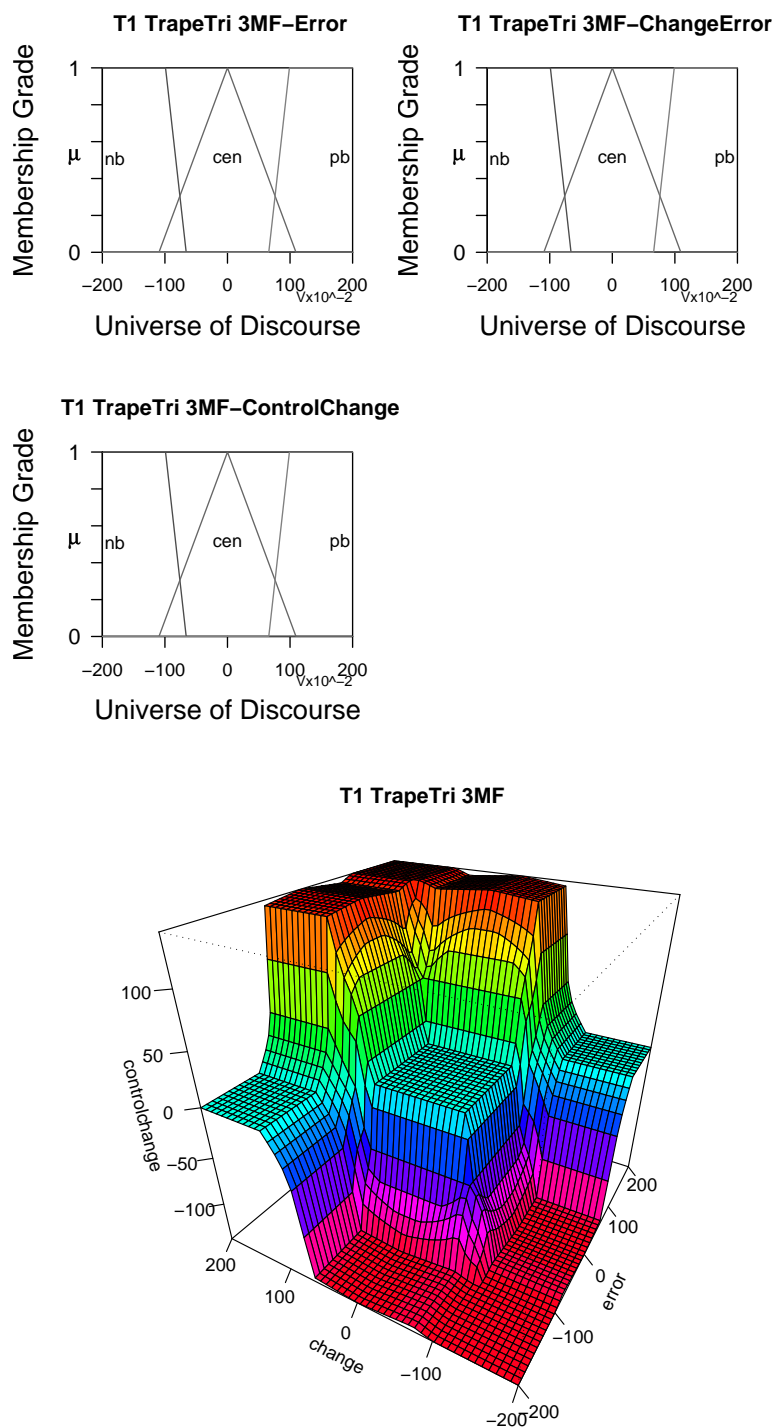 T1 TrapeTri 3MF−Error
Membership Grade
μ
1
0
nb
cen
pb
−200 −100 0 100 200
Vx10^−2
Universe of Discourse
T1 TrapeTri 3MF−ChangeError
Membership Grade
μ
1
0
nb
cen
pb
−200 −100 0 100 200
Vx10^−2
Universe of Discourse
T1 TrapeTri 3MF−ControlChange
Membership Grade
μ
1
0
nb
cen
pb
−200 −100 0 100 200
Vx10^−2
Universe of Discourse
T1 TrapeTri 3MF
controlchange
100
50
0
−50
−100
change
200
100
0
−100
−200
error
200
100
0
−100
−200